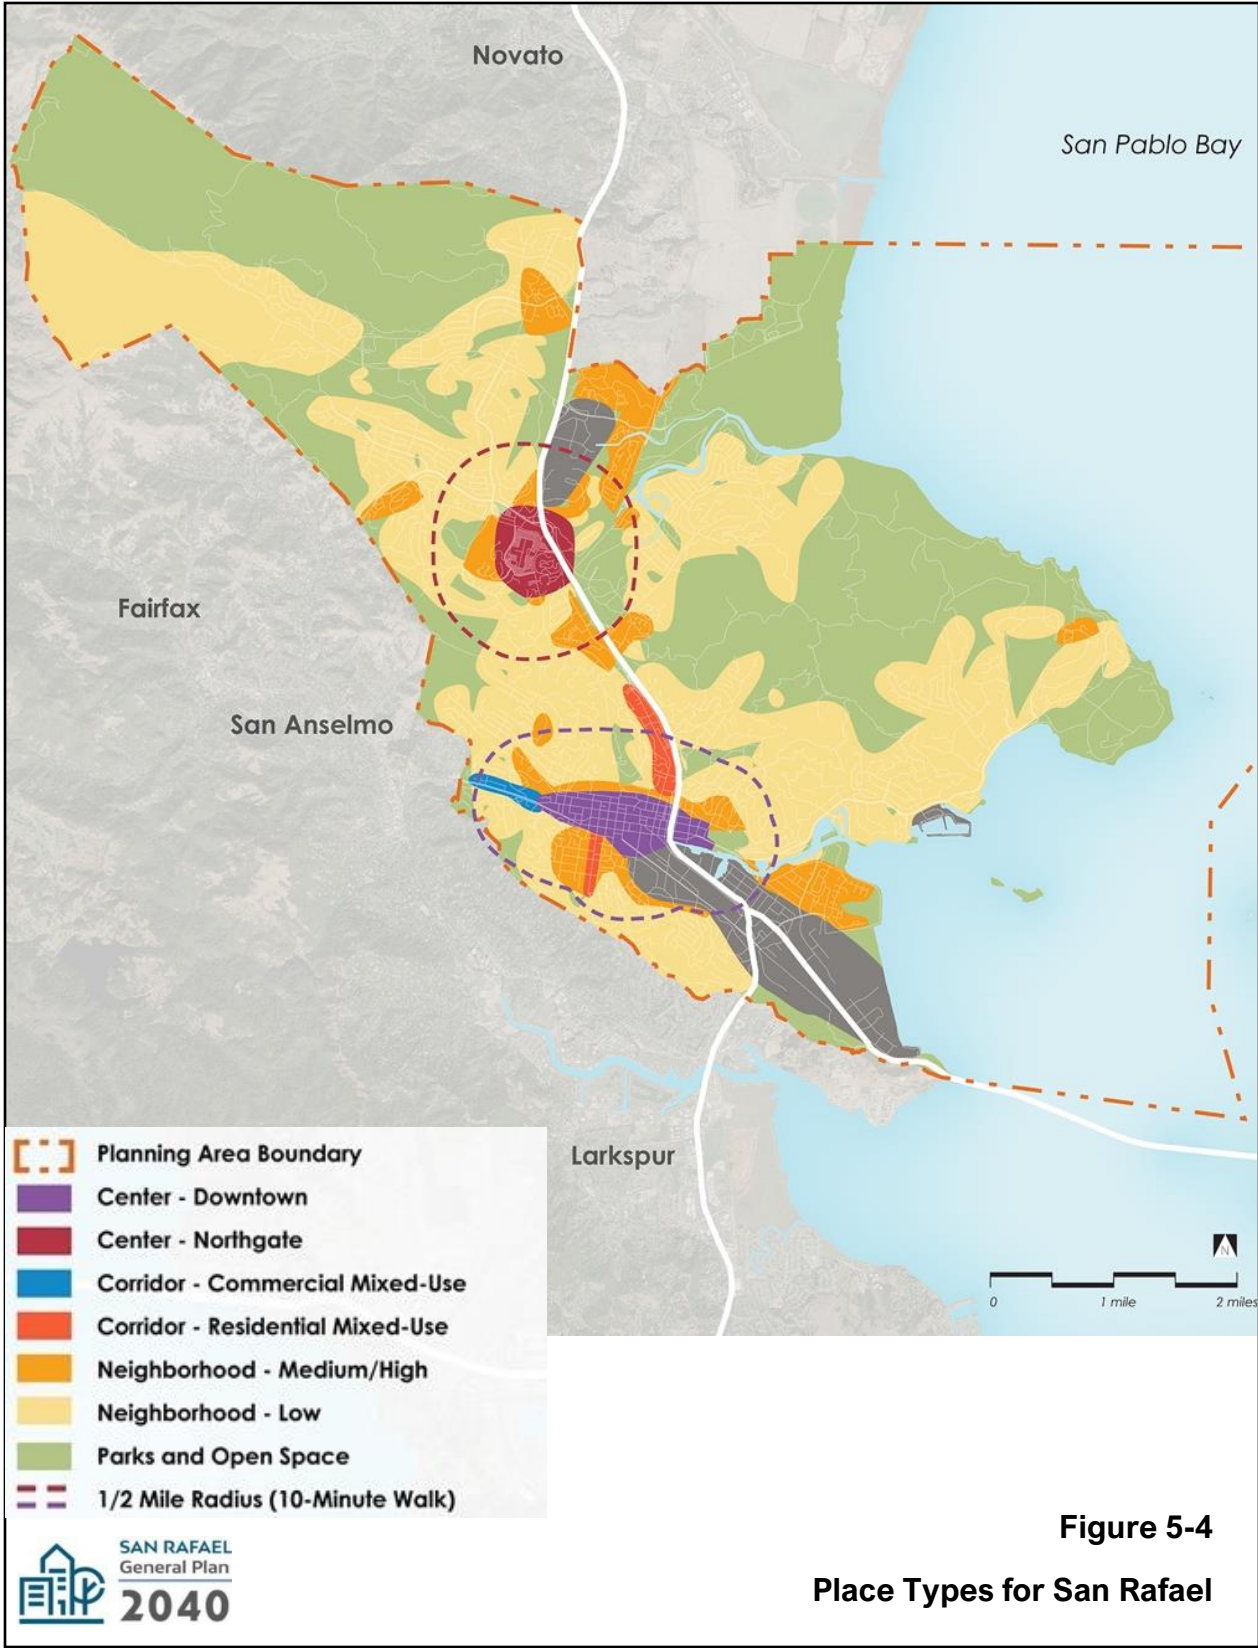 Novato
San Pablo Bay
Fairfax
San Anselmo
Larkspur
N
0 1 mile 2 miles
Planning Area Boundary
Center - Downtown
Center - Northgate
Corridor - Commercial Mixed-Use
Corridor - Residential Mixed-Use
Neighborhood - Medium/High
Neighborhood - Low
Parks and Open Space
1/2 Mile Radius (10-Minute Walk)
SAN RAFAEL
General Plan
2040
Figure 5-4
Place Types for San Rafael